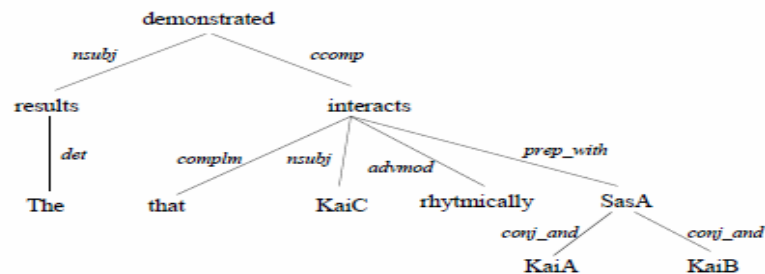 demonstrated
nsubj ccomp
results interacts
det complm nsubj advmod prep_with
The that KaiC rhytmically SasA
conj_and conj_and
KaiA KaiB